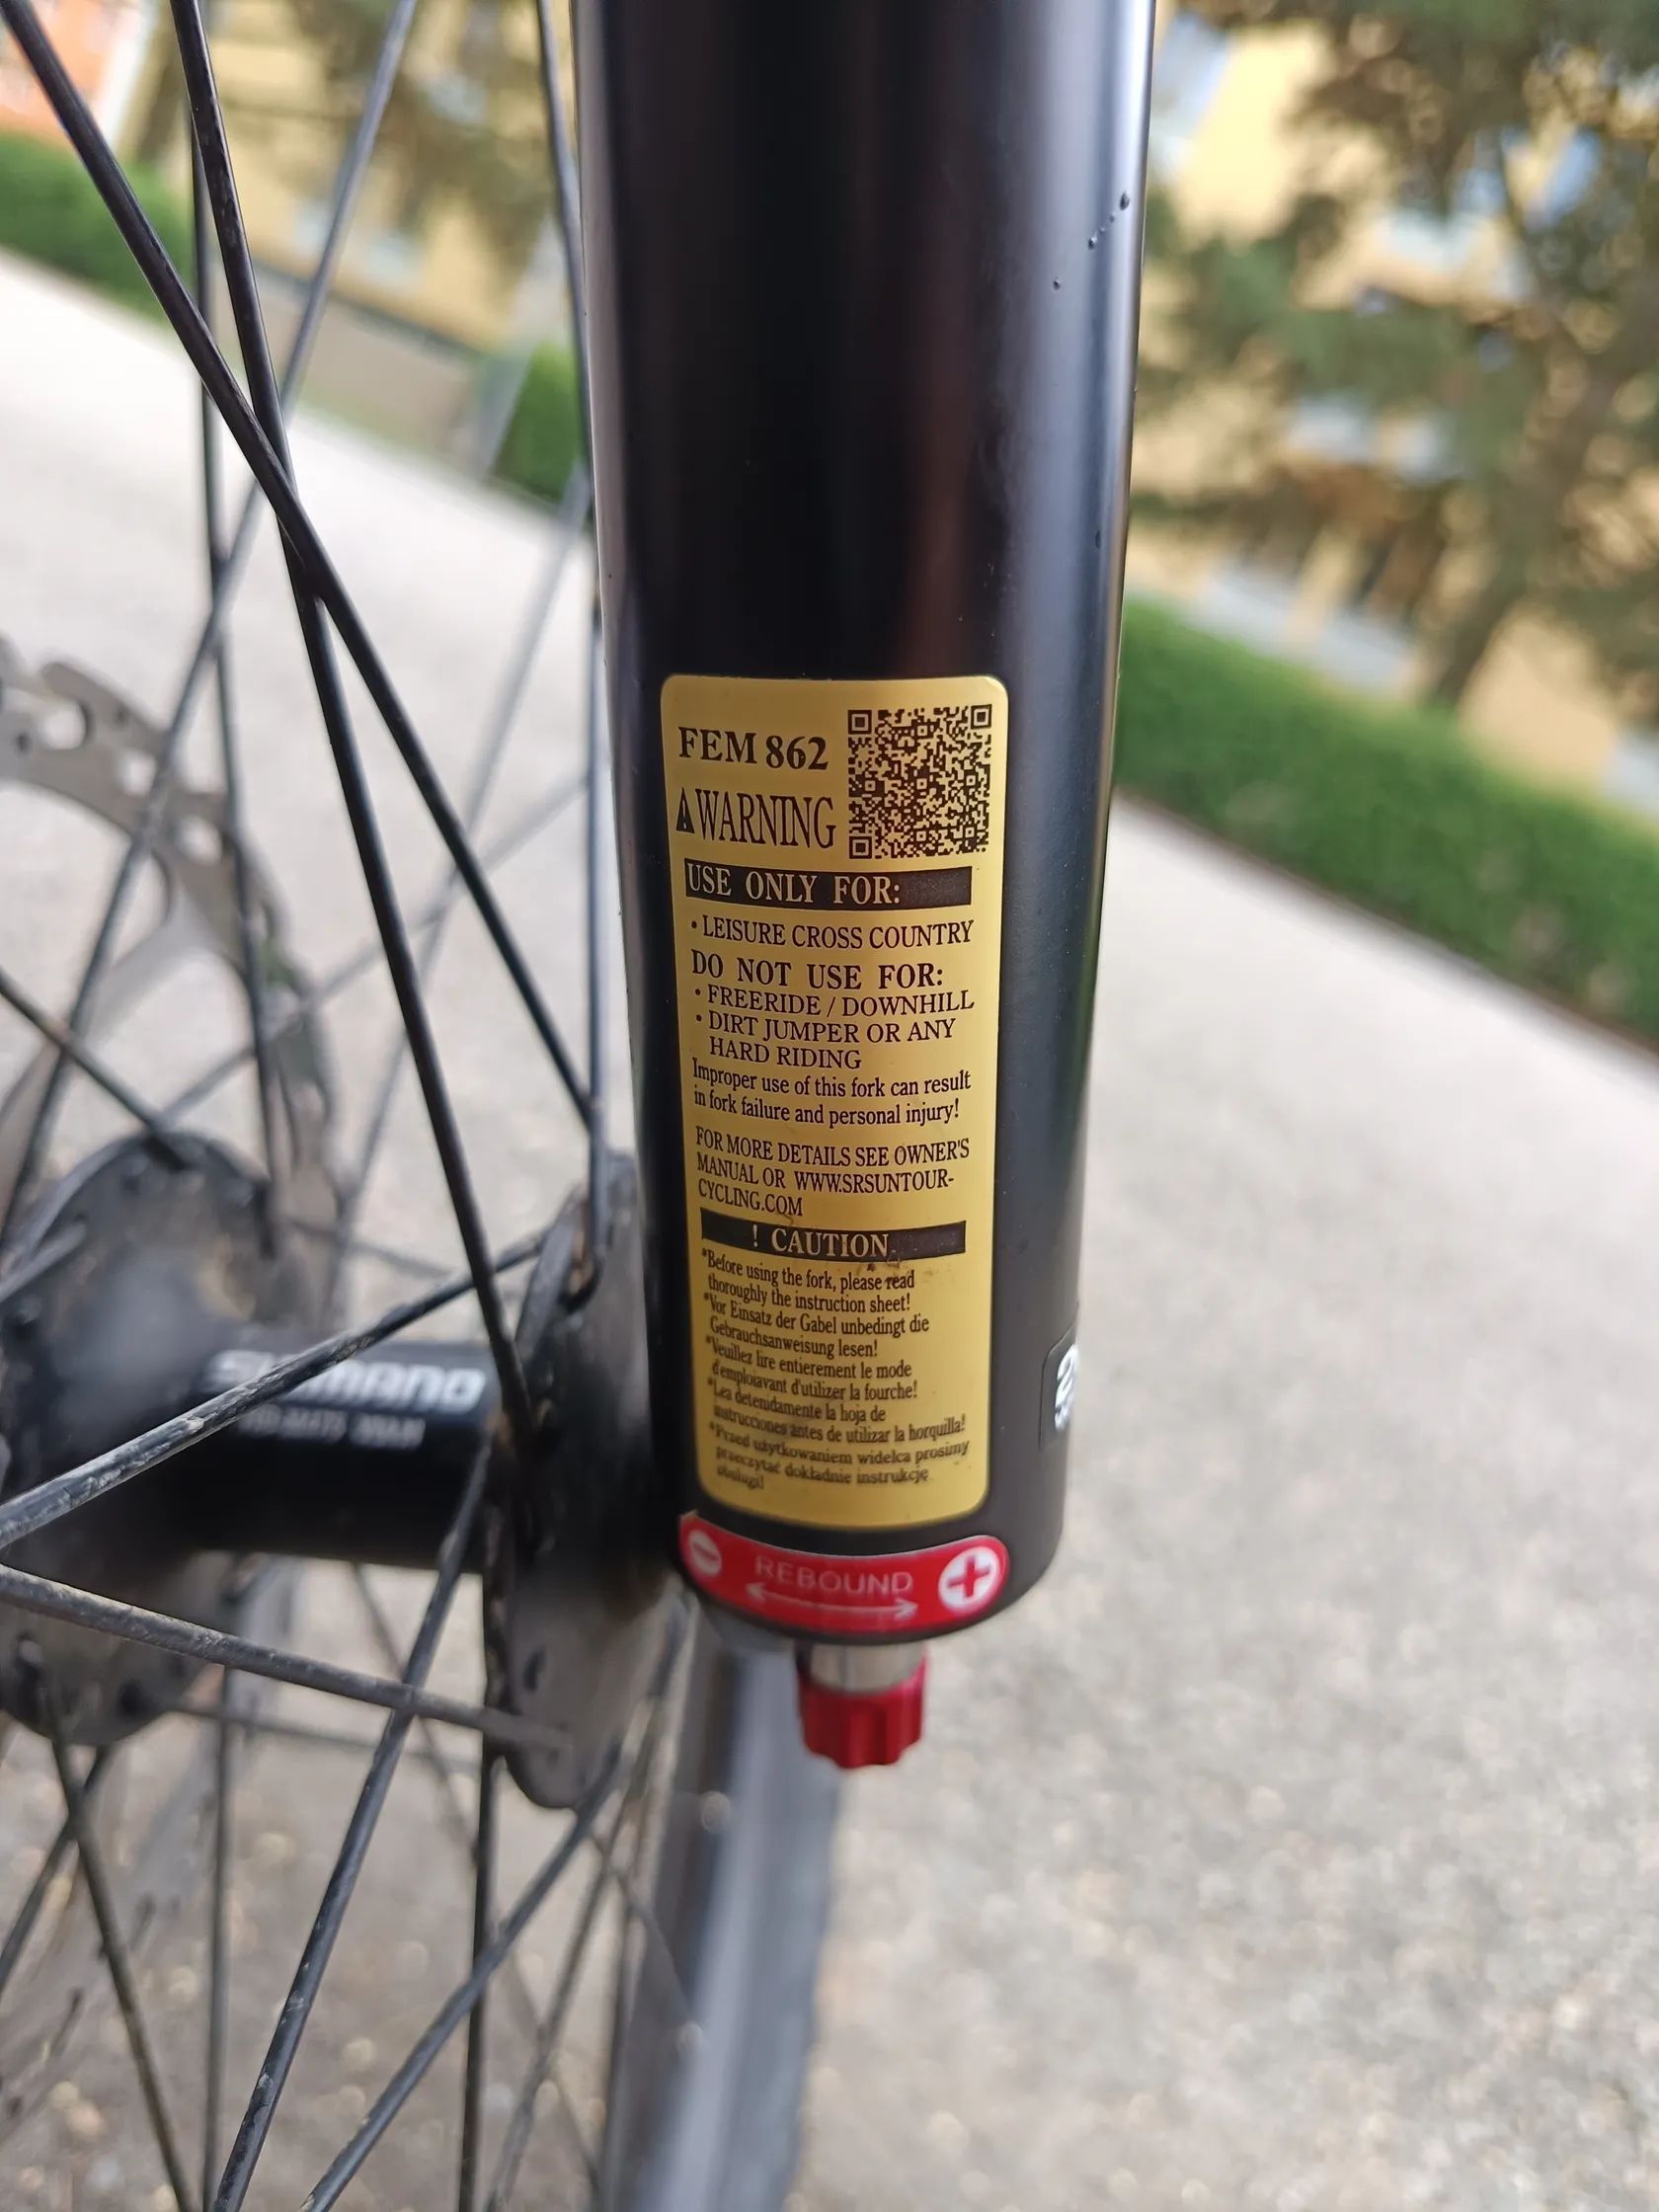 FEM 862
WARNING
USE ONLY FOR:
• LEISURE CROSS COUNTRY
DO NOT USE FOR:
• FREERIDE / DOWNHILL
• DIRT JUMPER OR ANY
HARD RIDING
Improper use of this fork can result
in fork failure and personal injury!
FOR MORE DETAILS SEE OWNER'S
MANUAL OR WWW.SRSUNTOUR-
CYCLING.COM
! CAUTION
*Before using the fork, please read
thoroughly the instruction sheet!
*Vor Einsatz der Gabel unbedingt die
Gebrauchsanweisung lesen!
*Veuillez lire entierement le mode
d'emploiavant d'utilizer la fourche!
*Lea detenidamente la hoja de
instrucciones antes de utilizar la horquilla!
*Przed użytkowaniem widelca prosimy
przeczytać dokładnie instrukcję
obsługi!
REBOUND
SHIMANO